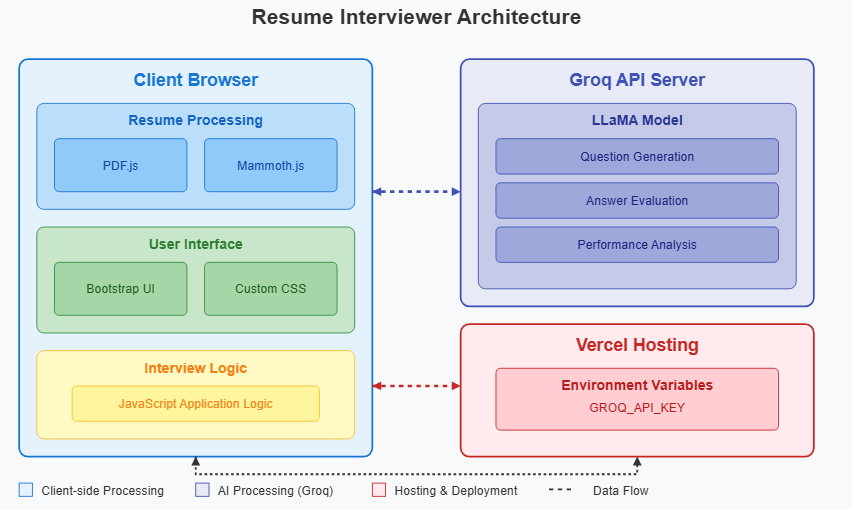 Resume Interviewer Architecture
Client Browser
Resume Processing
PDF.js
Mammoth.js
User Interface
Bootstrap UI
Custom CSS
Interview Logic
JavaScript Application Logic
Groq API Server
LLaMA Model
Question Generation
Answer Evaluation
Performance Analysis
Vercel Hosting
Environment Variables
GROQ_API_KEY
Client-side Processing
AI Processing (Groq)
Hosting & Deployment
Data Flow